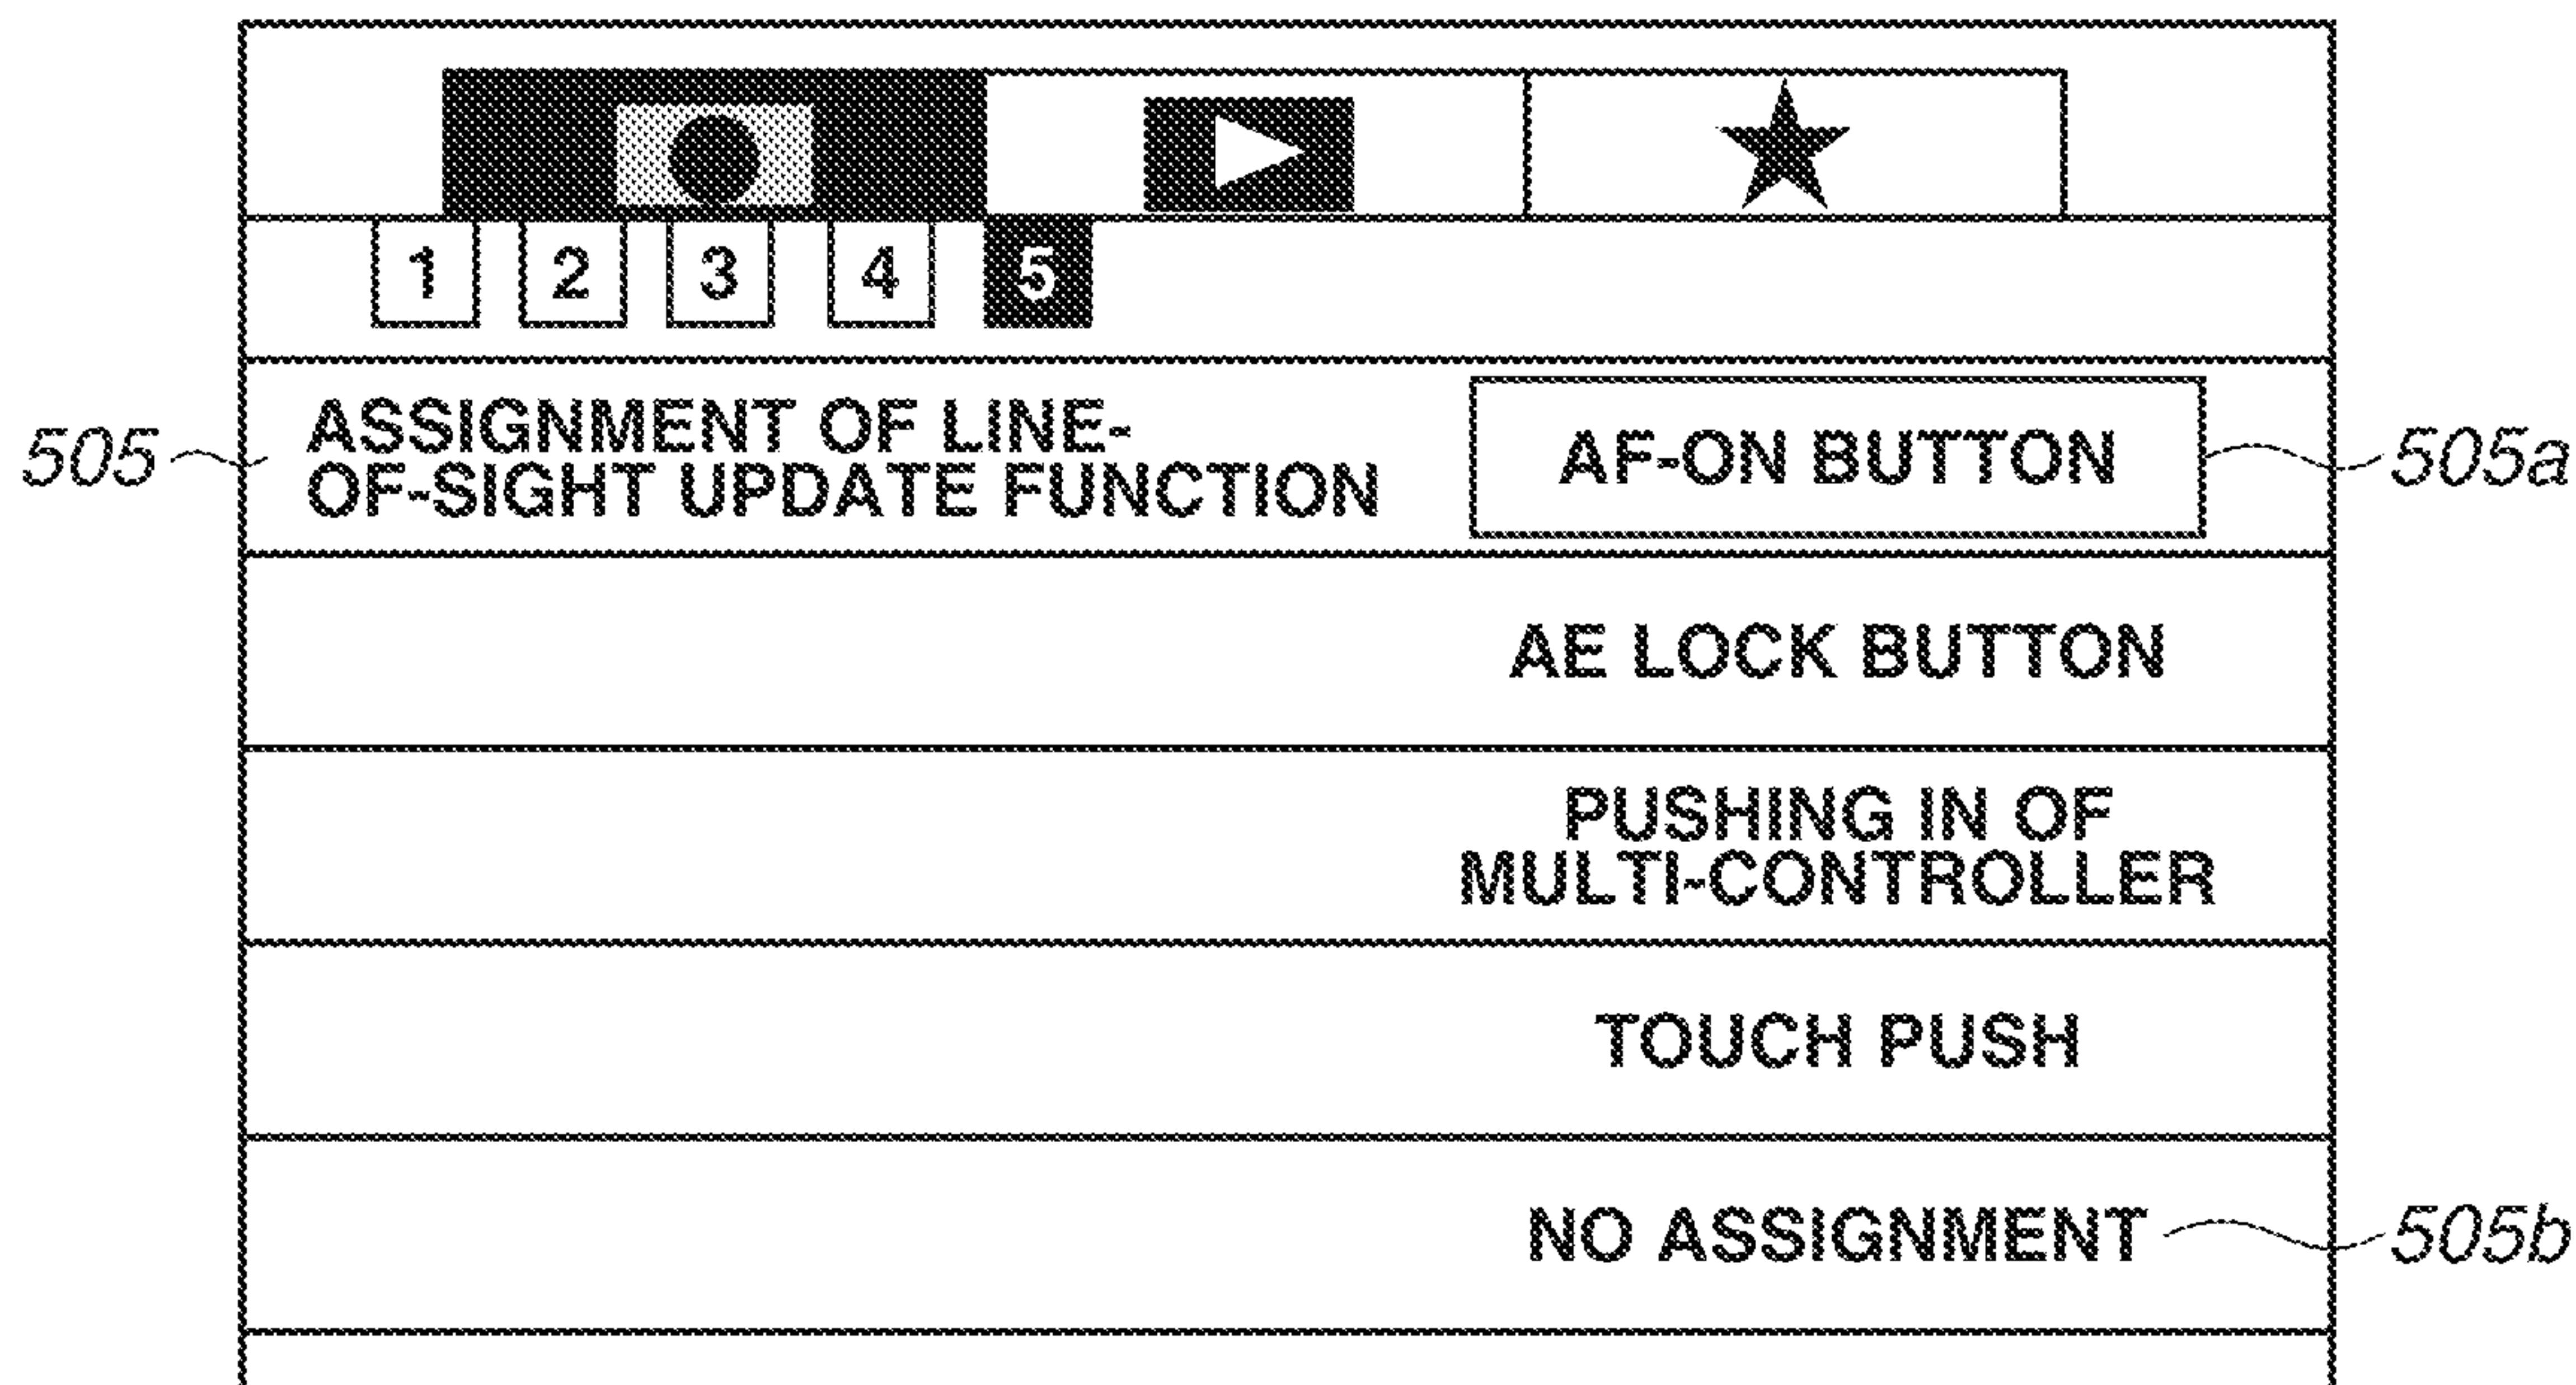 1 2 3 4 5
505 ASSIGNMENT OF LINE-
OF-SIGHT UPDATE FUNCTION
AF-ON BUTTON 505a
AE LOCK BUTTON
PUSHING IN OF
MULTI-CONTROLLER
TOUCH PUSH
NO ASSIGNMENT 505b